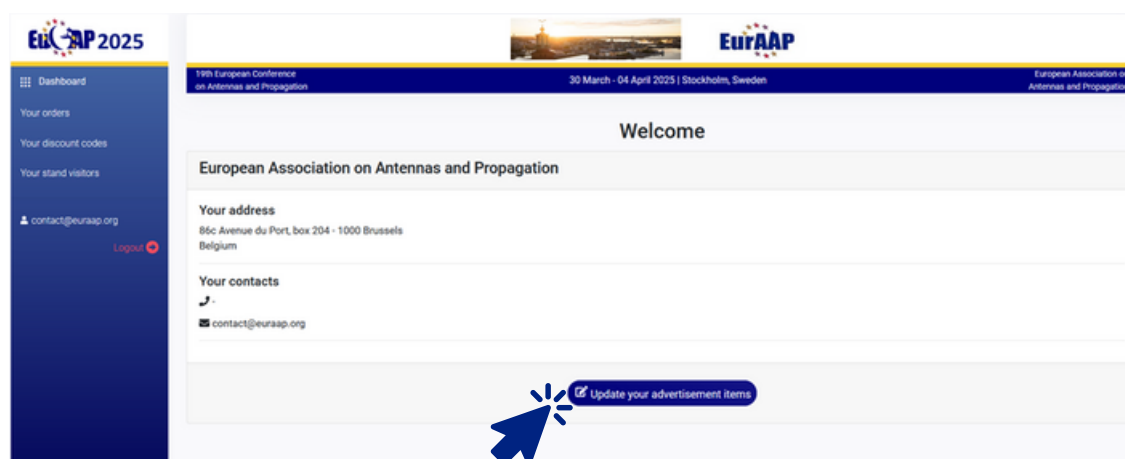 EuCAP 2025
EurAAP
Dashboard
Your orders
Your discount codes
Your stand visitors
contact@euraap.org
Logout
19th European Conference
on Antennas and Propagation
30 March - 04 April 2025 | Stockholm, Sweden
European Association o
Antennas and Propagatio
Welcome
European Association on Antennas and Propagation
Your address
86c Avenue du Port, box 204 - 1000 Brussels
Belgium
Your contacts
-
contact@euraap.org
Update your advertisement items